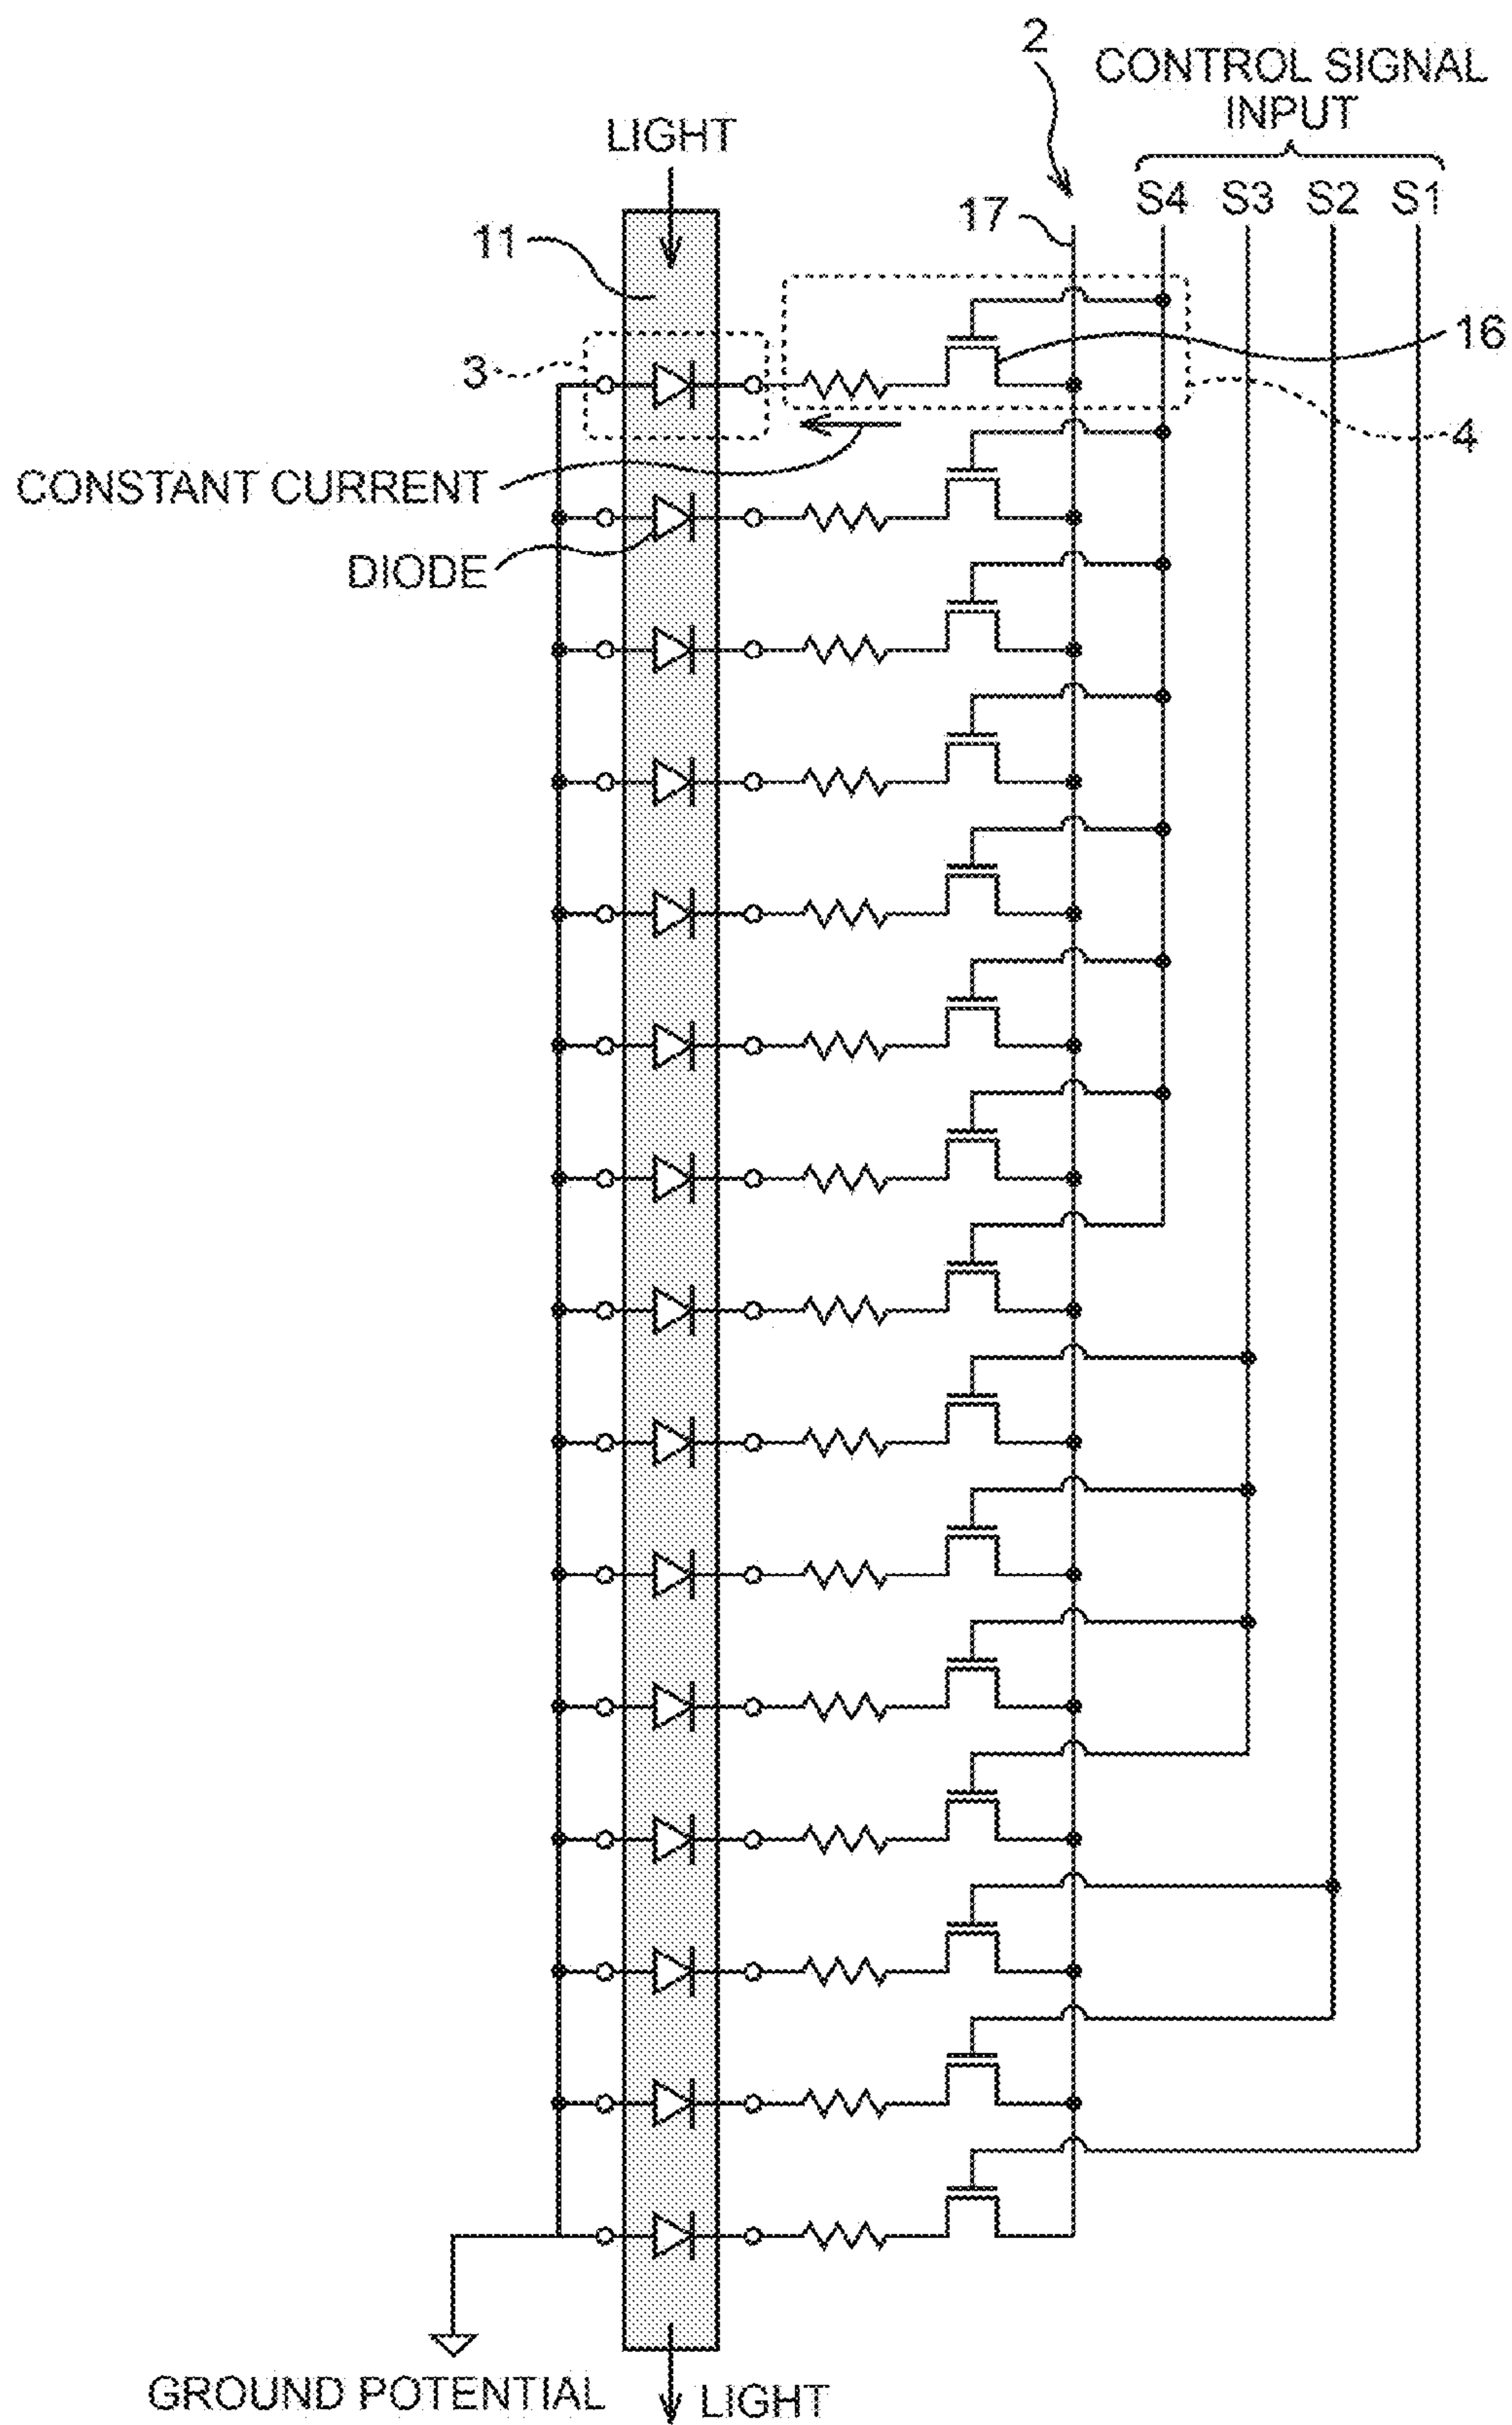 2
CONTROL SIGNAL
INPUT
LIGHT
S4 S3 S2 S1
17
11
16
3
4
CONSTANT CURRENT
DIODE
GROUND POTENTIAL
LIGHT